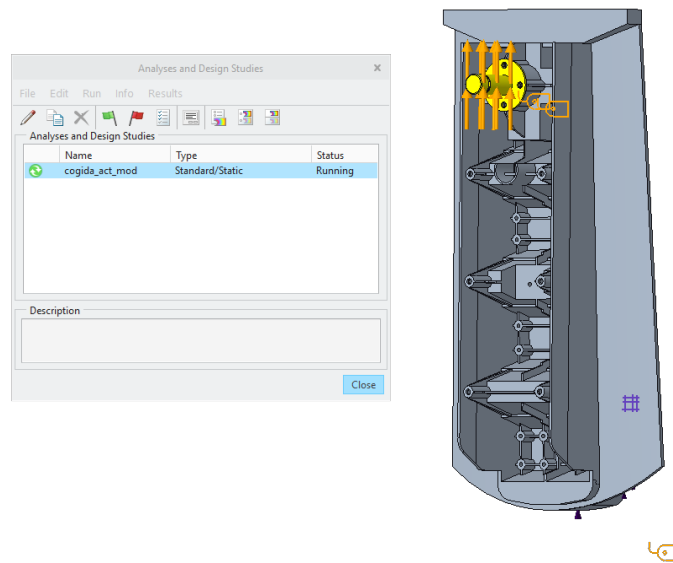 Analyses and Design Studies
File Edit Run Info Results
Analyses and Design Studies
Name Type Status
cogida_act_mod Standard/Static Running
Description
Close